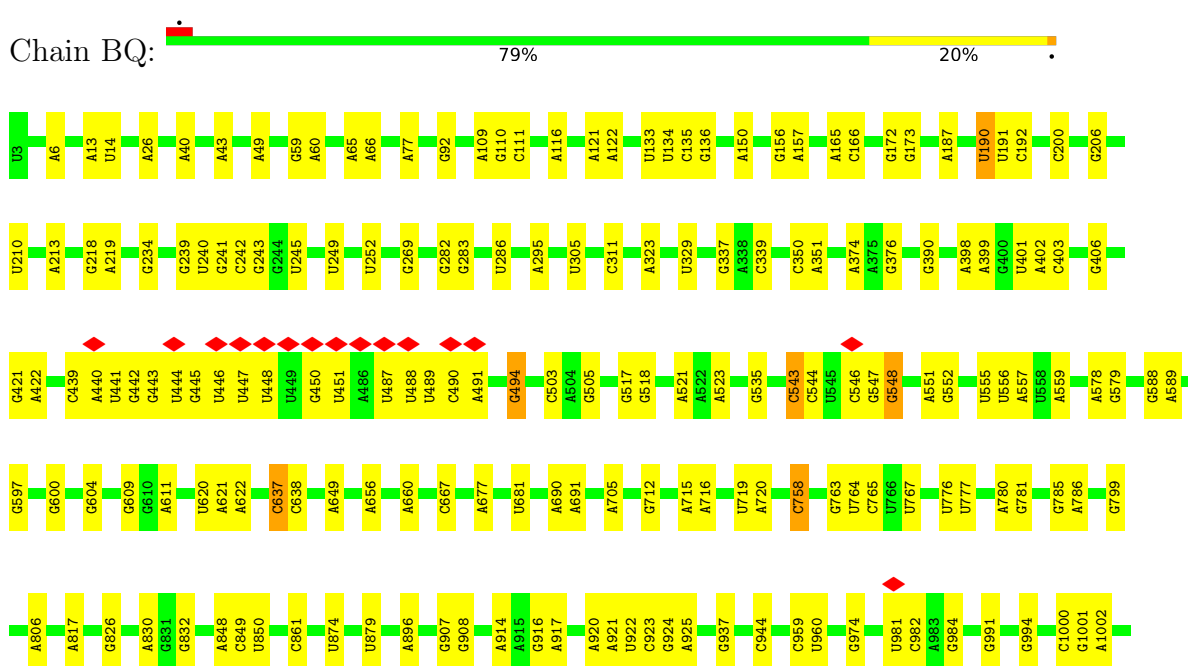 Chain BQ:
79% 20%
U3 A6 A13 U14 A26 A40 A43 A49 G59 A60 A65 A66 A77 G92 A109 G110 C111 A116 A121 A122 U133 U134 C135 G136 A150 G156 A157 A165 C166 G172 G173 A187 U190 U191 C192 C200 G206
U210 A213 G218 A219 G234 G239 U240 G241 C242 G243 G244 U245 U249 U252 G269 G282 G283 U286 A295 U305 C311 A323 U329 G337 A338 C339 C350 A351 A374 A375 G376 G390 A398 A399 G400 U401 A402 C403 G406
G421 A422 C439 A440 U441 G442 G443 U444 G445 U446 U447 U448 U449 G450 U451 A486 U487 U488 U489 C490 A491 G494 C503 A504 G505 G517 G518 A521 A522 A523 G535 C543 C544 U545 C546 G547 G548 A551 G552 U555 U556 A557 U558 A559 A578 G579 G588 A589
G597 G600 G604 G609 G610 A611 U620 A621 A622 C637 C638 A649 A656 A660 C667 A677 U681 A690 A691 A705 G712 A715 A716 U719 A720 C758 G763 U764 C765 U766 U767 U776 U777 A780 G781 G785 A786 G799
A806 A817 G826 A830 G831 G832 A848 C849 U850 C861 U874 U879 A896 G907 G908 A914 A915 G916 A917 A920 A921 U922 C923 G924 A925 G937 C944 C959 U960 G974 U981 C982 A983 G984 G991 G994 C1000 G1001 A1002